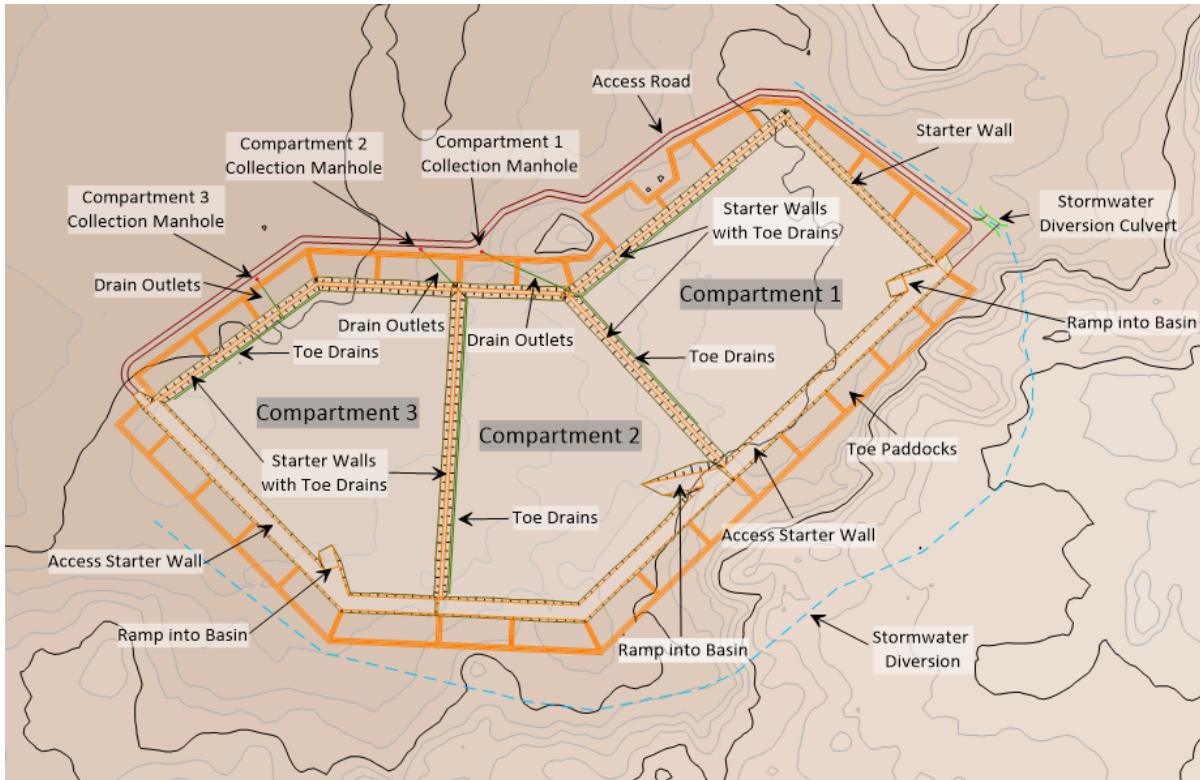 Access Road
Starter Wall
Compartment 1
Collection Manhole
Compartment 2
Collection Manhole
Compartment 3
Collection Manhole
Stormwater
Diversion Culvert
Starter Walls
with Toe Drains
Drain Outlets
Compartment 1
Drain Outlets
Drain Outlets
Ramp into Basin
Toe Drains
Toe Drains
Compartment 3
Compartment 2
Toe Paddocks
Starter Walls
with Toe Drains
Toe Drains
Access Starter Wall
Access Starter Wall
Ramp into Basin
Ramp into Basin
Stormwater
Diversion